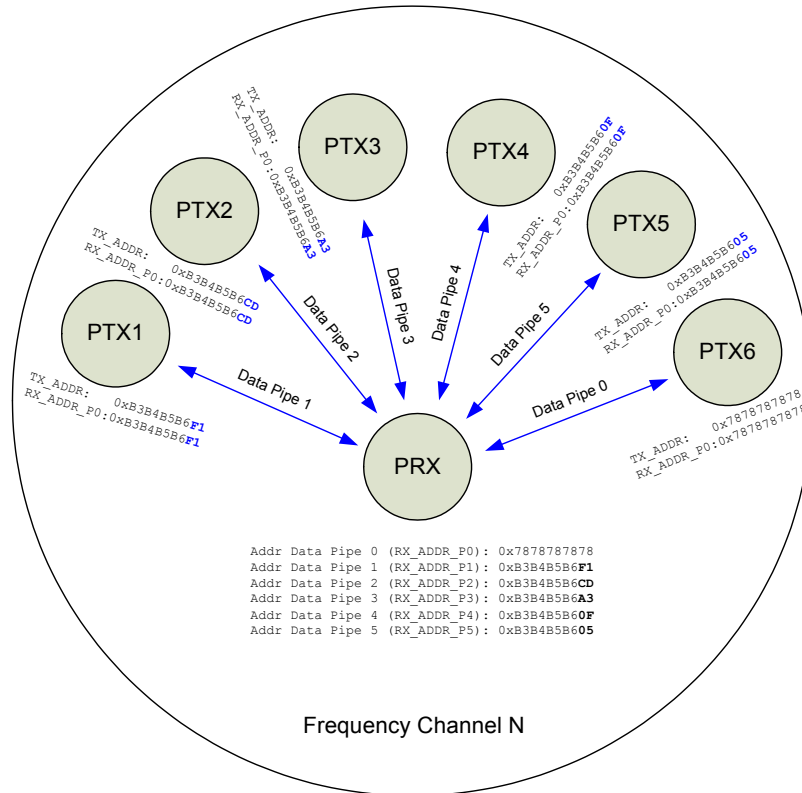 PTX3
PTX4
TX_ADDR: 0xB3B4B5B6A3
RX_ADDR_P0:0xB3B4B5B6A3
TX_ADDR: 0xB3B4B5B60F
RX_ADDR_P0:0xB3B4B5B60F
PTX2
PTX5
TX_ADDR: 0xB3B4B5B6CD
RX_ADDR_P0:0xB3B4B5B6CD
TX_ADDR: 0xB3B4B5B605
RX_ADDR_P0:0xB3B4B5B605
PTX1
PTX6
Data Pipe 1
Data Pipe 2
Data Pipe 3
Data Pipe 4
Data Pipe 5
Data Pipe 0
TX_ADDR: 0xB3B4B5B6F1
RX_ADDR_P0:0xB3B4B5B6F1
TX_ADDR: 0x7878787878
RX_ADDR_P0:0x7878787878
PRX
Addr Data Pipe 0 (RX_ADDR_P0): 0x7878787878
Addr Data Pipe 1 (RX_ADDR_P1): 0xB3B4B5B6F1
Addr Data Pipe 2 (RX_ADDR_P2): 0xB3B4B5B6CD
Addr Data Pipe 3 (RX_ADDR_P3): 0xB3B4B5B6A3
Addr Data Pipe 4 (RX_ADDR_P4): 0xB3B4B5B60F
Addr Data Pipe 5 (RX_ADDR_P5): 0xB3B4B5B605
Frequency Channel N